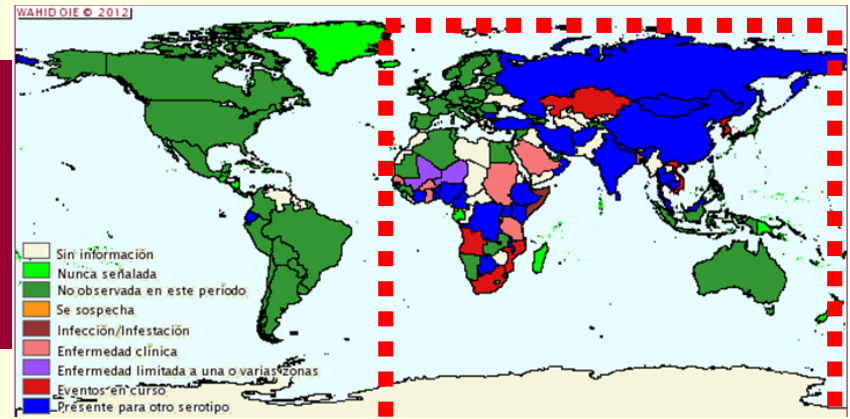 WAHID OIE © 2012
Sin información
Nunca señalada
No observada en este período
Se sospecha
Infección/Infestación
Enfermedad clínica
Enfermedad limitada a una o varias zonas
Eventos en curso
Presente para otro serotipo